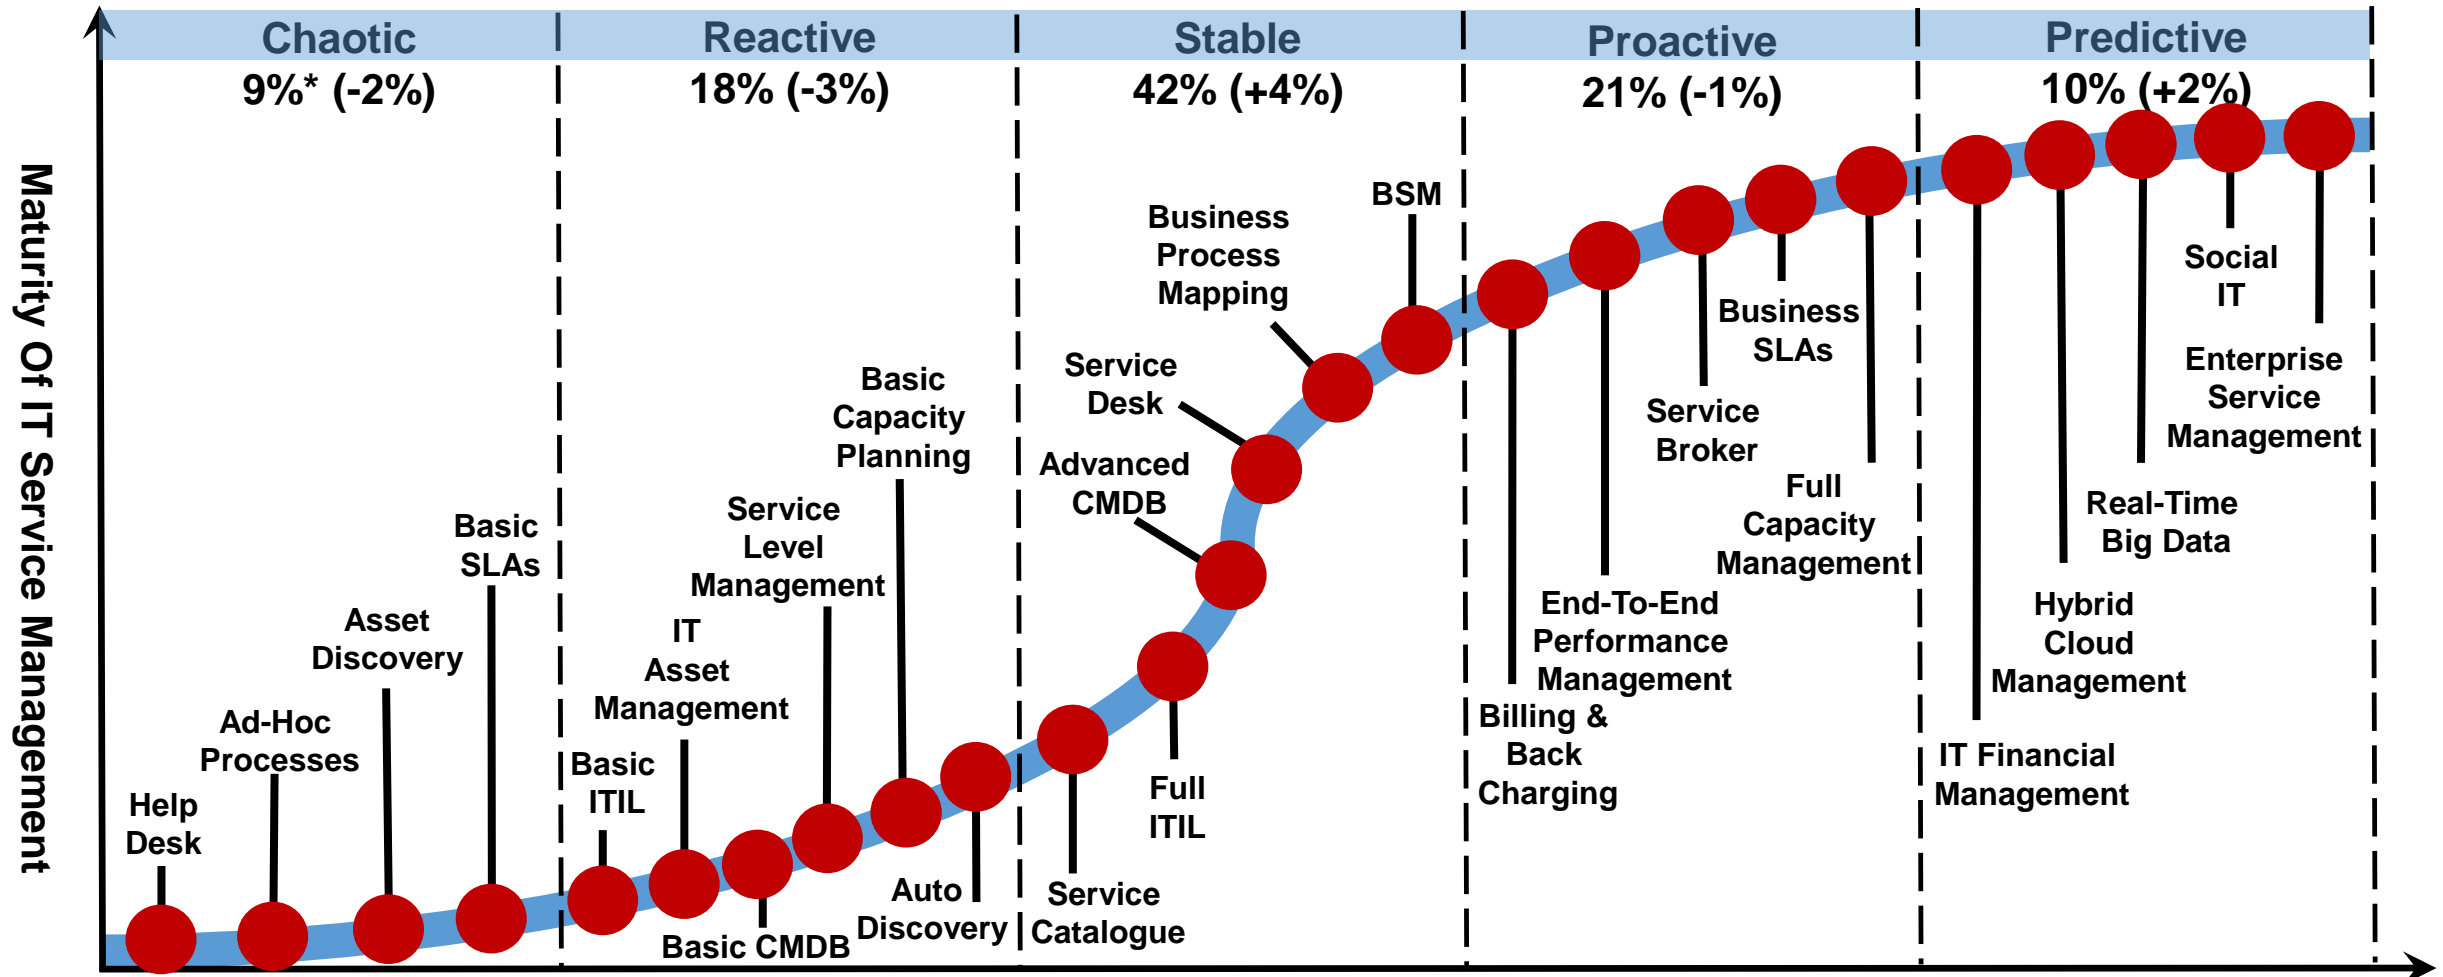 Chaotic
Reactive
Stable
Proactive
Predictive
9%* (-2%)
18% (-3%)
42% (+4%)
21% (-1%)
10% (+2%)
Maturity Of IT Service Management
Help
Desk
Ad-Hoc
Processes
Asset
Discovery
Basic
SLAs
Basic
ITIL
IT
Asset
Management
Basic CMDB
Service
Level
Management
Basic
Capacity
Planning
Auto
Discovery
Service
Catalogue
Full
ITIL
Advanced
CMDB
Service
Desk
Business
Process
Mapping
BSM
Billing &
Back
Charging
End-To-End
Performance
Management
Service
Broker
Business
SLAs
Full
Capacity
Management
IT Financial
Management
Hybrid
Cloud
Management
Real-Time
Big Data
Social
IT
Enterprise
Service
Management